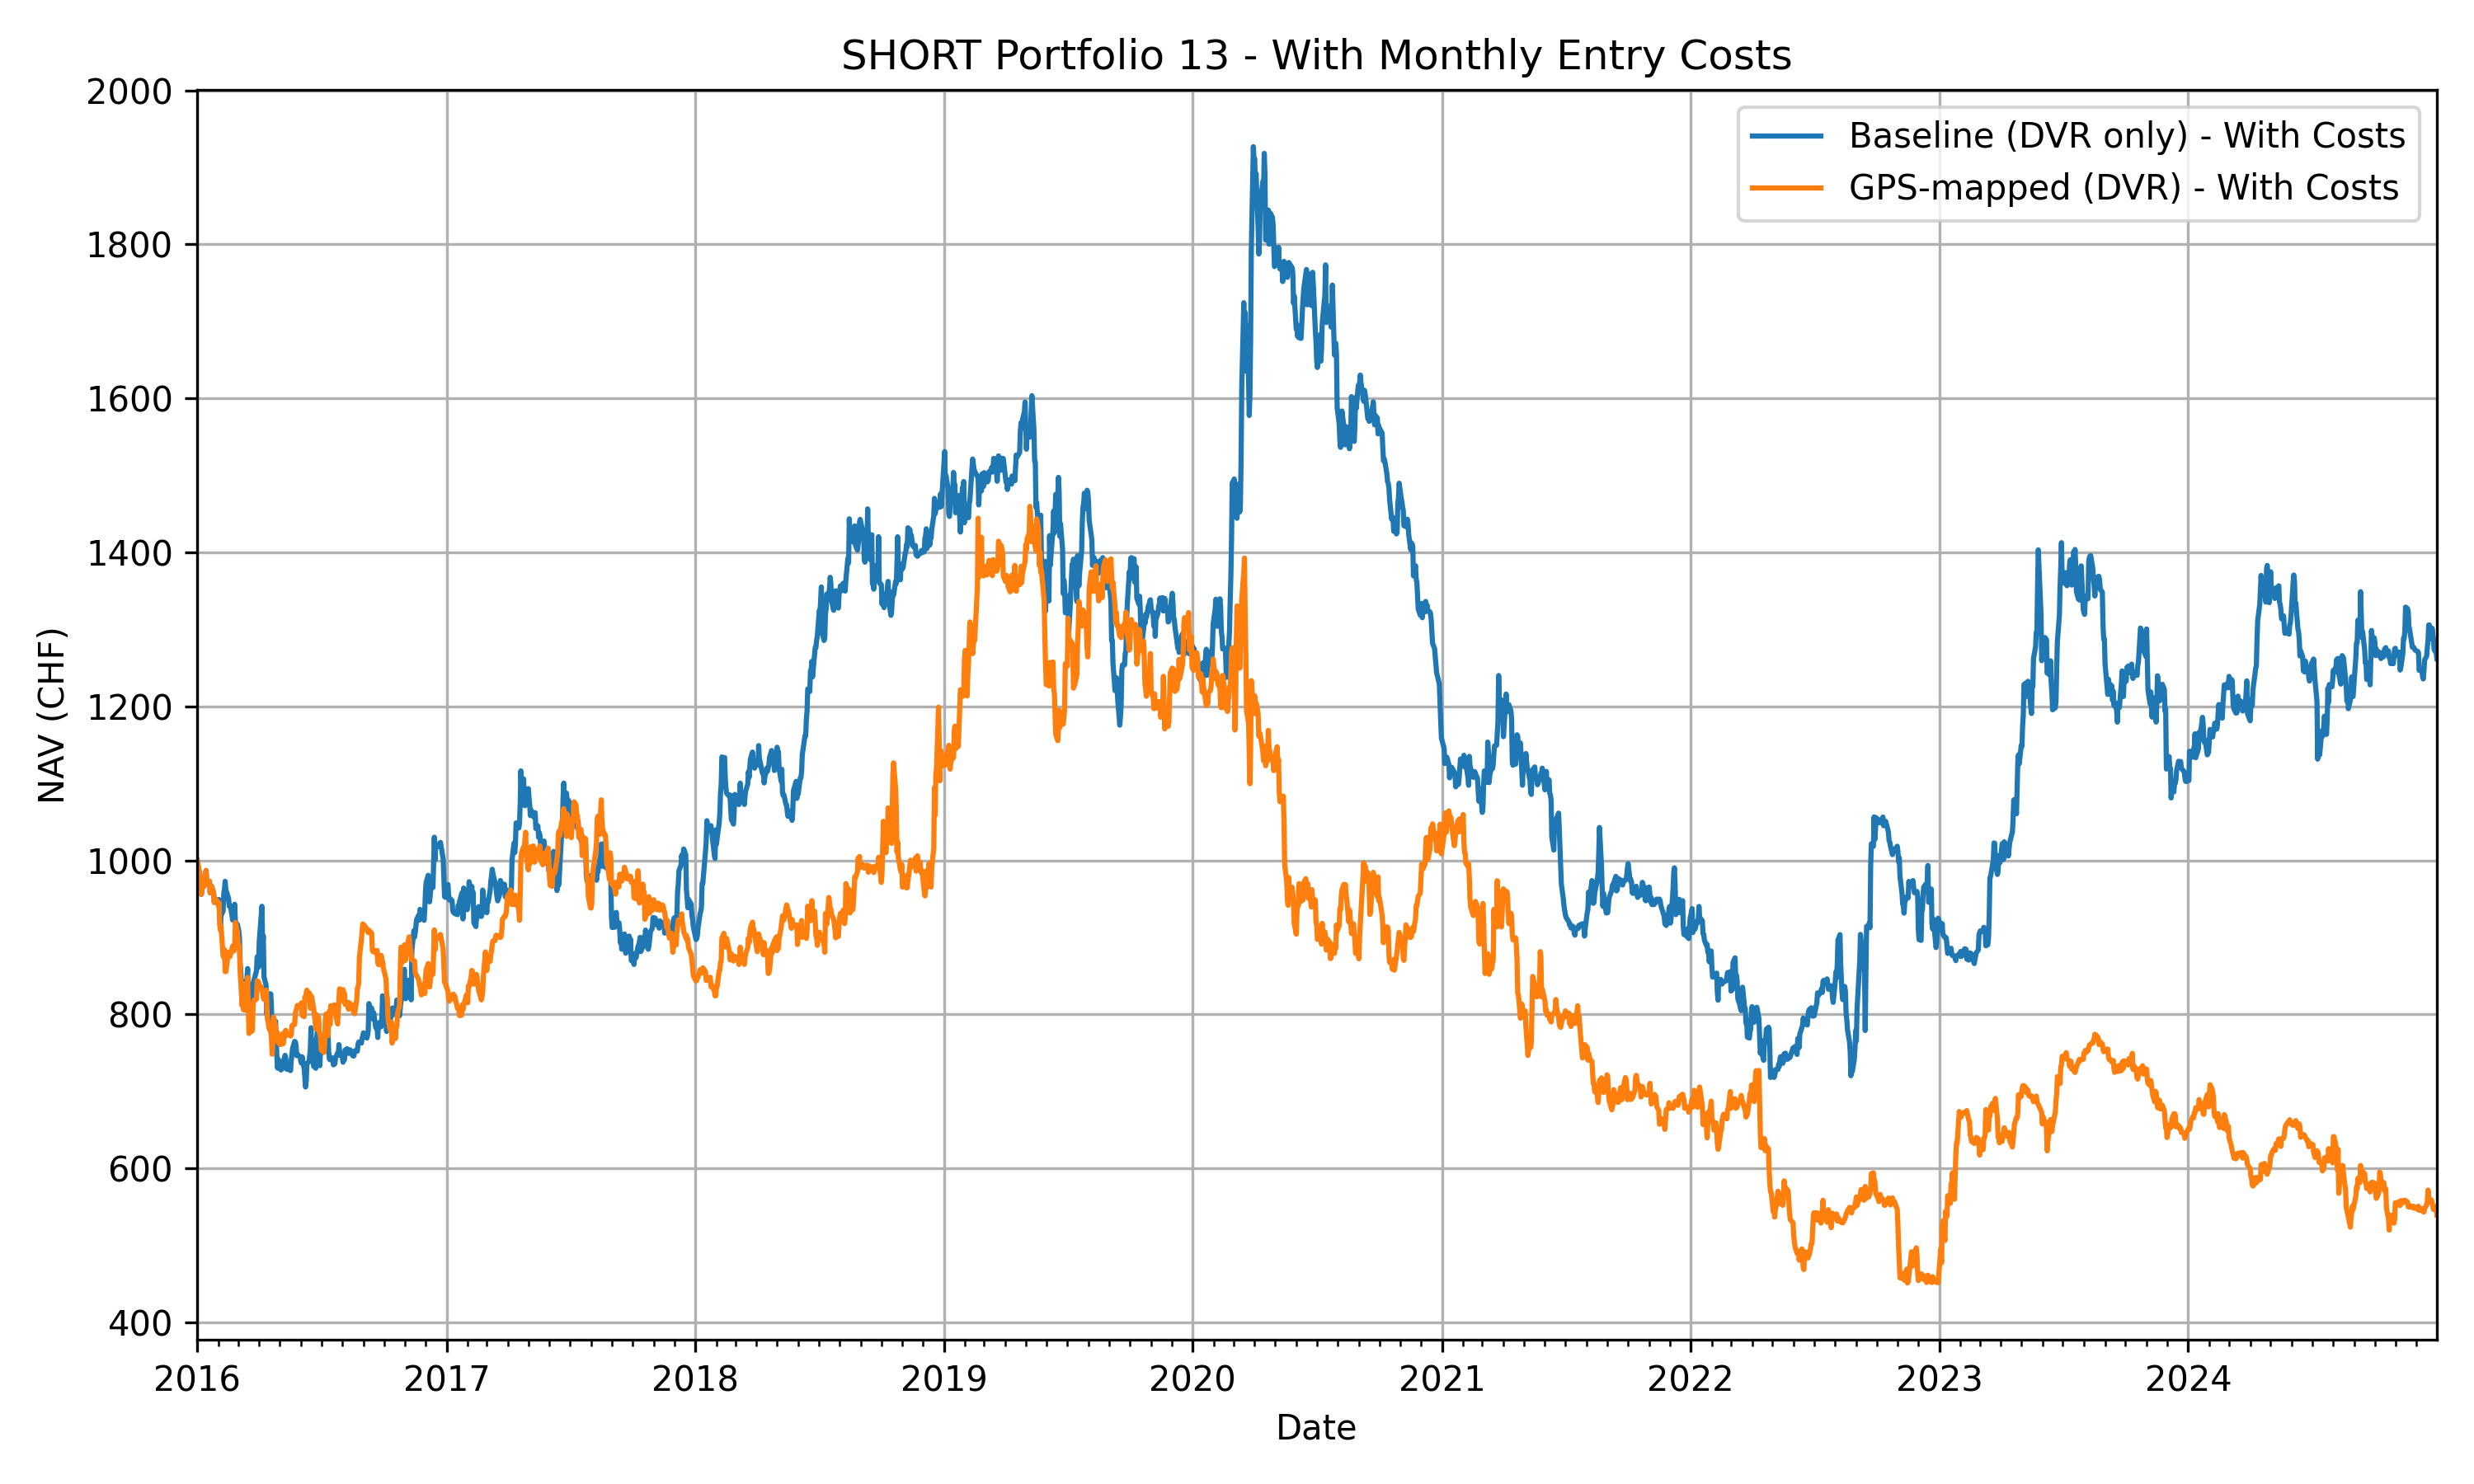 SHORT Portfolio 13 - With Monthly Entry Costs
Baseline (DVR only) - With Costs
GPS-mapped (DVR) - With Costs
NAV (CHF)
2000
1800
1600
1400
1200
1000
800
600
400
2016 2017 2018 2019 2020 2021 2022 2023 2024
Date